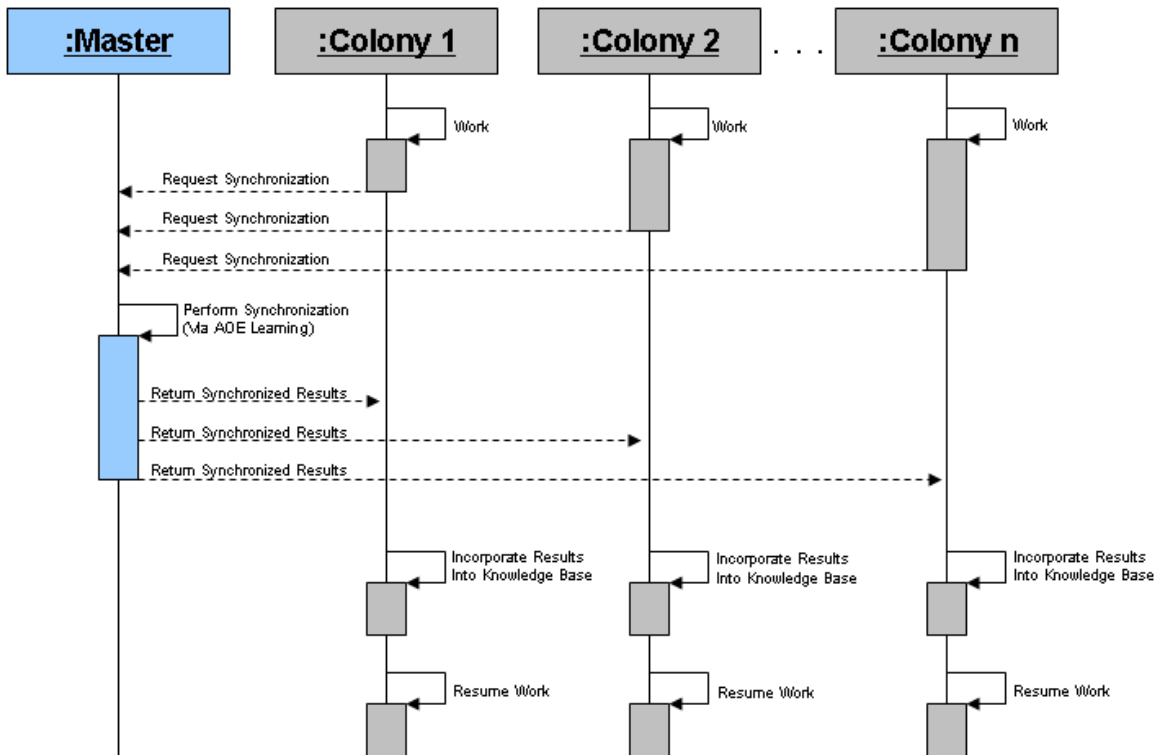 :Master
:Colony 1
:Colony 2
. . .
:Colony n
Work
Work
Work
Request Synchronization
Request Synchronization
Request Synchronization
Perform Synchronization
(Via AOE Learning)
Return Synchronized Results
Return Synchronized Results
Return Synchronized Results
Incorporate Results
Into Knowledge Base
Incorporate Results
Into Knowledge Base
Incorporate Results
Into Knowledge Base
Resume Work
Resume Work
Resume Work